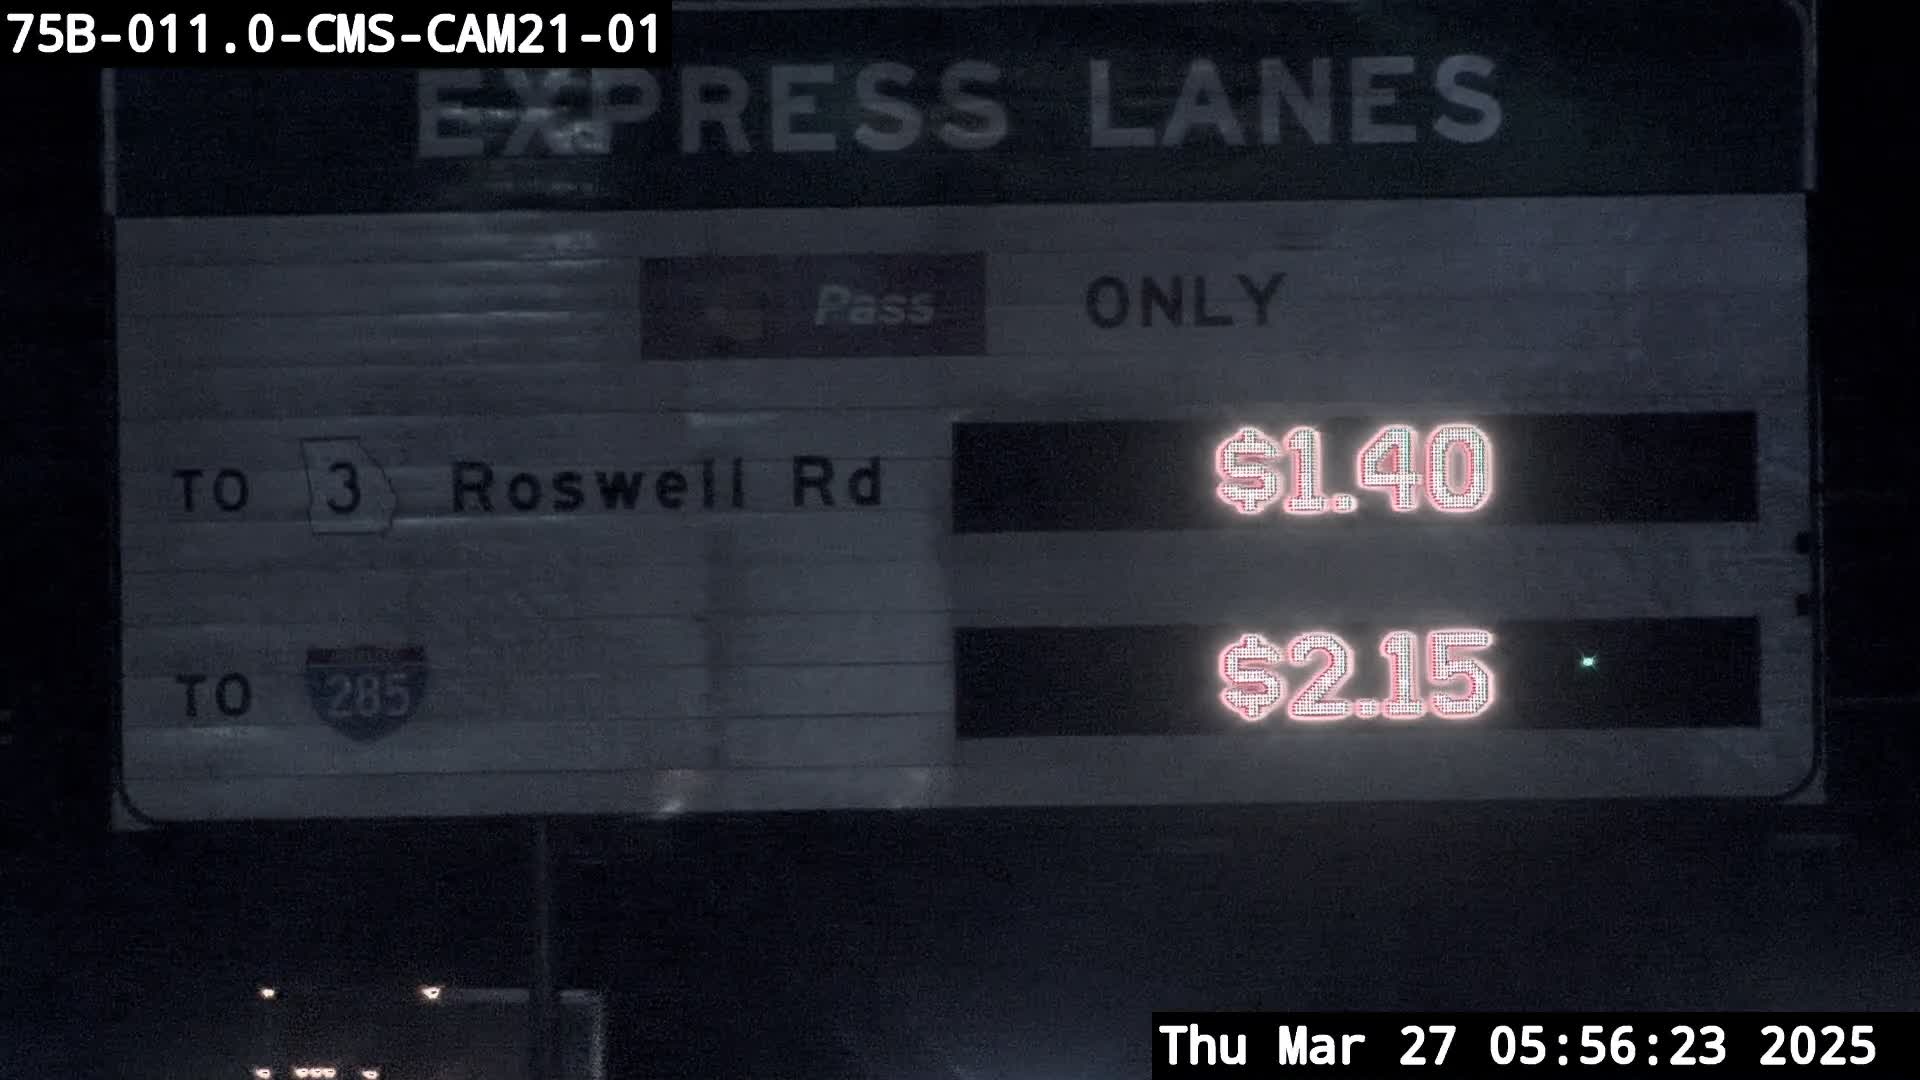 75B-011.0-CMS-CAM21-01
EXPRESS LANES
Pass ONLY
TO 3 Roswell Rd $1.40
TO 285 $2.15
Thu Mar 27 05:56:23 2025